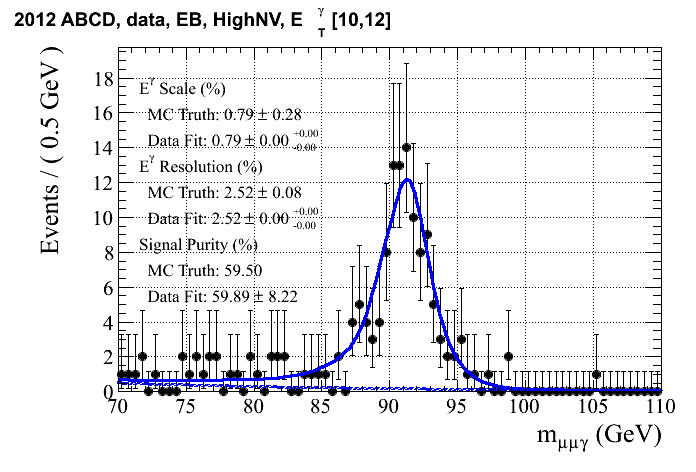 2012 ABCD, data, EB, HighNV, E γ T [10,12]
Events / ( 0.5 GeV )
18
16
14
12
10
8
6
4
2
0
E^γ Scale (%)
MC Truth: 0.79 ± 0.28
Data Fit: 0.79 ± 0.00 +0.00 -0.00
E^γ Resolution (%)
MC Truth: 2.52 ± 0.08
Data Fit: 2.52 ± 0.00 +0.00 -0.00
Signal Purity (%)
MC Truth: 59.50
Data Fit: 59.89 ± 8.22
70 75 80 85 90 95 100 105 110
m_μμγ (GeV)